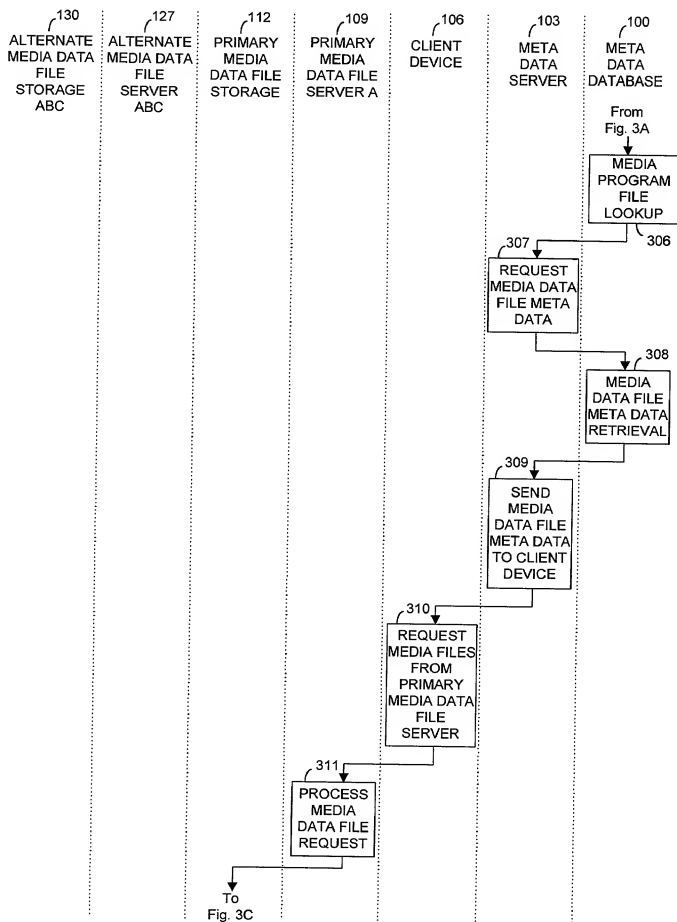 130
ALTERNATE
MEDIA DATA
FILE
STORAGE
ABC
127
ALTERNATE
MEDIA DATA
FILE
SERVER
ABC
112
PRIMARY
MEDIA
DATA FILE
STORAGE
109
PRIMARY
MEDIA
DATA FILE
SERVER A
106
CLIENT
DEVICE
103
META
DATA
SERVER
100
META
DATA
DATABASE
From
Fig. 3A
MEDIA
PROGRAM
FILE
LOOKUP
306
307
REQUEST
MEDIA DATA
FILE META
DATA
308
MEDIA
DATA FILE
META DATA
RETRIEVAL
309
SEND
MEDIA
DATA FILE
META DATA
TO CLIENT
DEVICE
310
REQUEST
MEDIA FILES
FROM
PRIMARY
MEDIA DATA
FILE
SERVER
311
PROCESS
MEDIA
DATA FILE
REQUEST
To
Fig. 3C